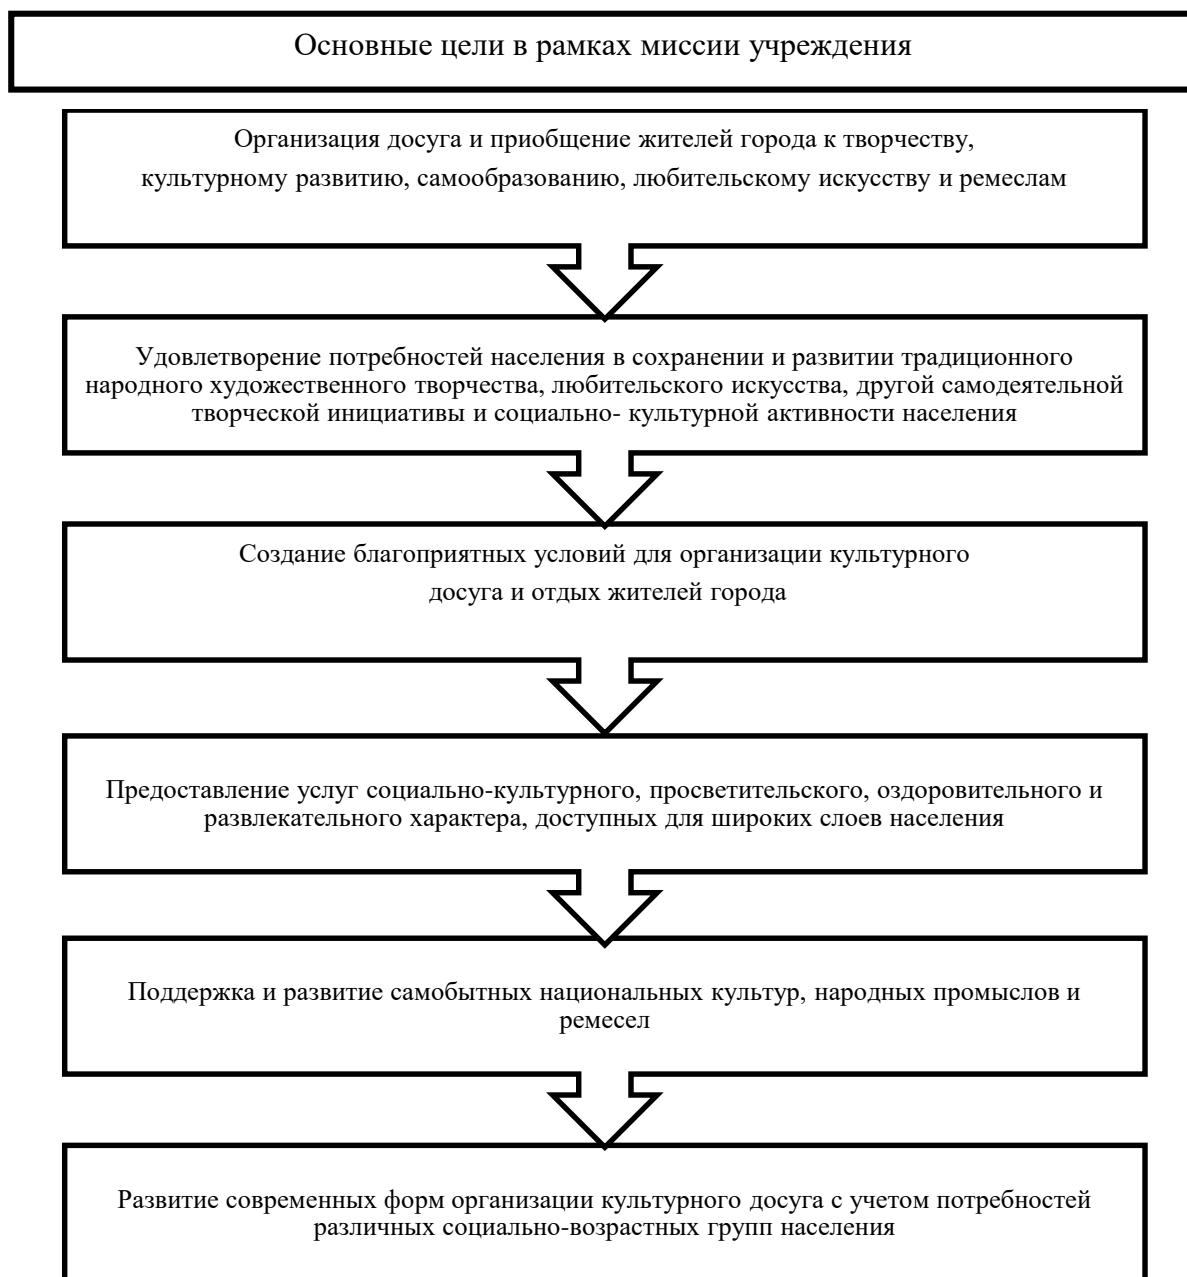 Основные цели в рамках миссии учреждения
Организация досуга и приобщение жителей города к творчеству,
культурному развитию, самообразованию, любительскому искусству и ремеслам
Удовлетворение потребностей населения в сохранении и развитии традиционного
народного художественного творчества, любительского искусства, другой самодеятельной
творческой инициативы и социально- культурной активности населения
Создание благоприятных условий для организации культурного
досуга и отдых жителей города
Предоставление услуг социально-культурного, просветительского, оздоровительного и
развлекательного характера, доступных для широких слоев населения
Поддержка и развитие самобытных национальных культур, народных промыслов и
ремесел
Развитие современных форм организации культурного досуга с учетом потребностей
различных социально-возрастных групп населения